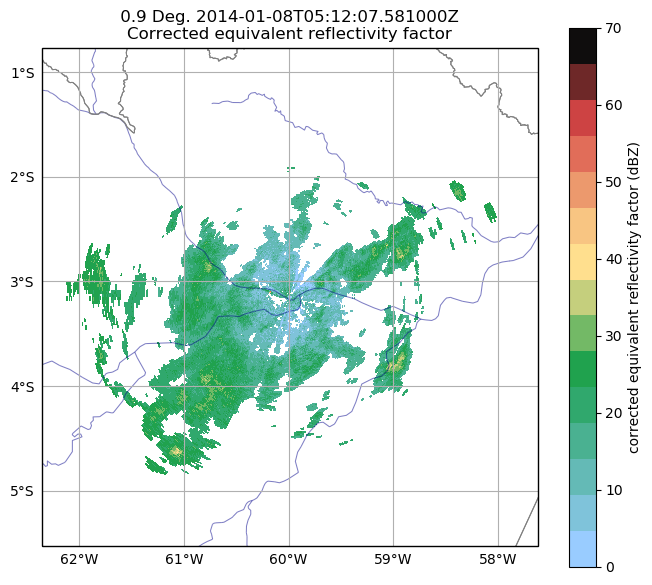 0.9 Deg. 2014-01-08T05:12:07.581000Z
Corrected equivalent reflectivity factor
1°S
2°S
3°S
4°S
5°S
62°W
61°W
60°W
59°W
58°W
70
60
50
40
30
20
10
0
corrected equivalent reflectivity factor (dBZ)